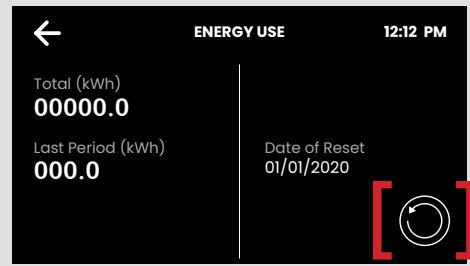 ENERGY USE
12:12 PM
Total (kWh)
00000.0
Last Period (kWh)
000.0
Date of Reset
01/01/2020